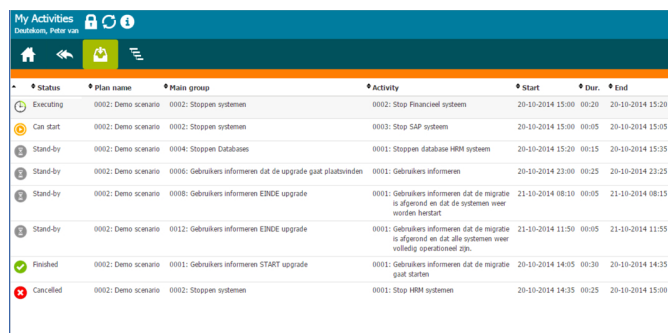 My Activities
Deutekom, Peter van
Status Plan name Main group Activity Start Dur. End
Executing 0002: Demo scenario 0002: Stoppen systemen 0002: Stop Financieel systeem 20-10-2014 15:00 00:20 20-10-2014 15:20
Can start 0002: Demo scenario 0002: Stoppen systemen 0003: Stop SAP systeem 20-10-2014 15:00 00:05 20-10-2014 15:05
Stand-by 0002: Demo scenario 0004: Stoppen Databases 0001: Stoppen database HRM systeem 20-10-2014 15:20 00:15 20-10-2014 15:35
Stand-by 0002: Demo scenario 0006: Gebruikers informeren dat de upgrade gaat plaatsvinden 0001: Gebruikers informeren 20-10-2014 23:00 00:25 20-10-2014 23:25
Stand-by 0002: Demo scenario 0008: Gebruikers informeren EINDE upgrade 0001: Gebruikers informeren dat de migratie 21-10-2014 08:10 00:05 21-10-2014 08:15
is afgerond en dat de systemen weer
worden herstart
Stand-by 0002: Demo scenario 0012: Gebruikers informeren EINDE upgrade 0001: Gebruikers informeren dat de migratie 21-10-2014 11:50 00:05 21-10-2014 11:55
is afgerond en dat alle systemen weer
volledig operationeel zijn.
Finished 0002: Demo scenario 0001: Gebruikers informeren START upgrade 0001: Gebruikers informeren dat de migratie 20-10-2014 14:05 00:30 20-10-2014 14:35
gaat starten
Cancelled 0002: Demo scenario 0002: Stoppen systemen 0001: Stop HRM systemen 20-10-2014 14:35 00:25 20-10-2014 15:00